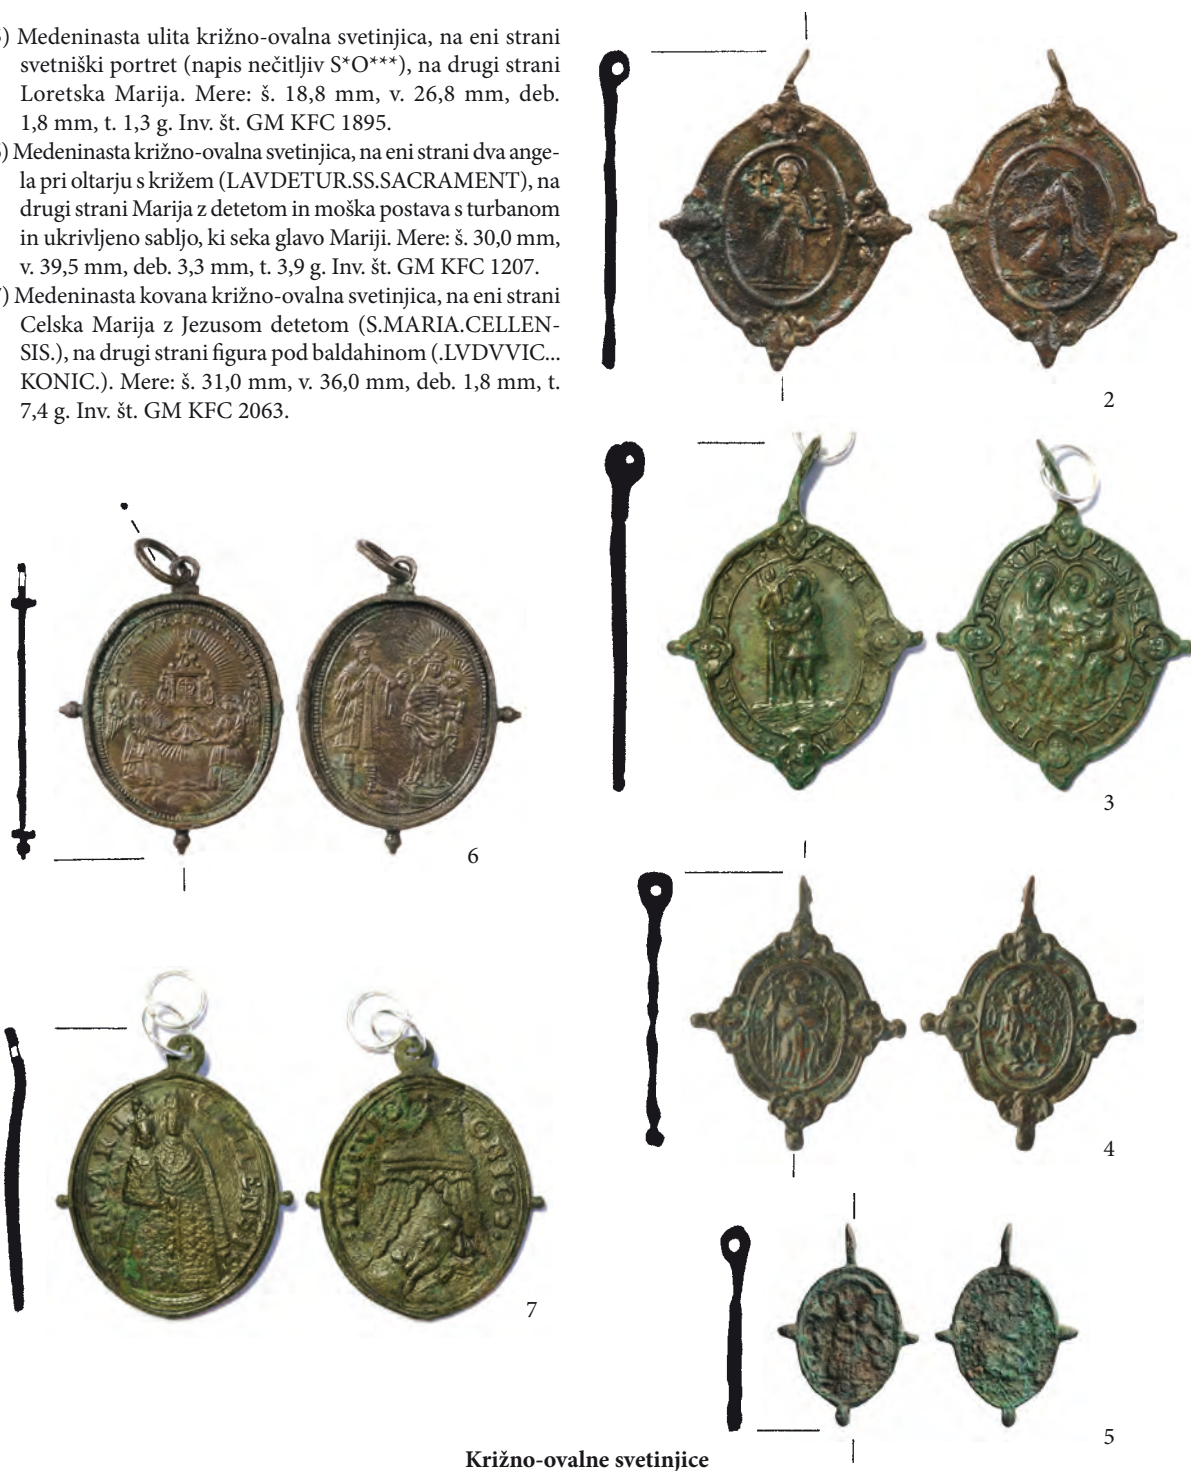 ) Medeninasta ulita križno-ovalna svetinjica, na eni strani
svetniški portret (napis nečitljiv S*O***), na drugi strani
Loretska Marija. Mere: š. 18,8 mm, v. 26,8 mm, deb.
1,8 mm, t. 1,3 g. Inv. št. GM KFC 1895.
) Medeninasta križno-ovalna svetinjica, na eni strani dva ange-
la pri oltarju s križem (LAVDETUR.SS.SACRAMENT), na
drugi strani Marija z detetom in moška postava s turbanom
in ukrivljeno sabljo, ki seka glavo Mariji. Mere: š. 30,0 mm,
v. 39,5 mm, deb. 3,3 mm, t. 3,9 g. Inv. št. GM KFC 1207.
) Medeninasta kovana križno-ovalna svetinjica, na eni strani
Celska Marija z Jezusom detetom (S.MARIA.CELLEN-
SIS.), na drugi strani figura pod baldahinom (.LVDVVIC...
KONIC.). Mere: š. 31,0 mm, v. 36,0 mm, deb. 1,8 mm, t.
7,4 g. Inv. št. GM KFC 2063.
2
3
6
4
7
5
Križno-ovalne svetinjice